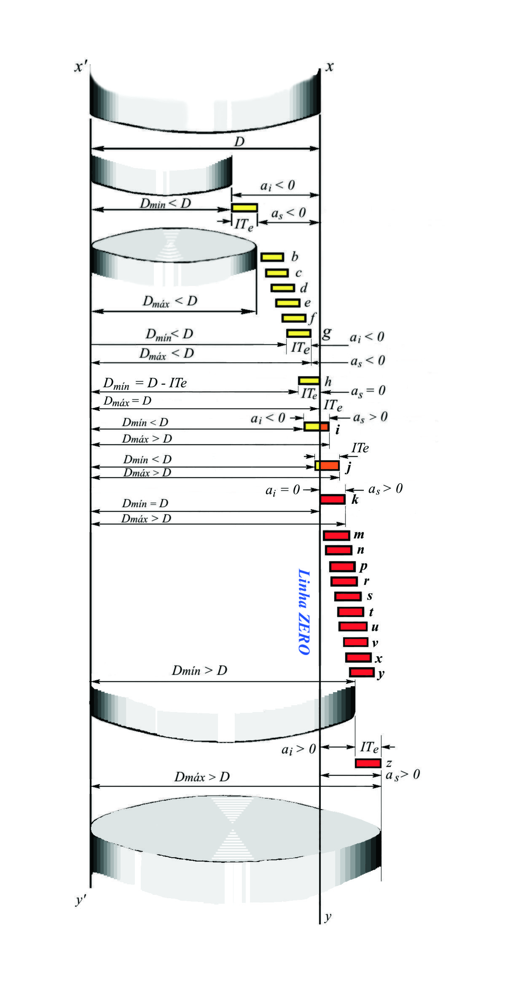 x' x
D
ai < 0
Dmin < D
as < 0
ITe
b
c
d
e
Dmáx < D
f
g
Dmín < D
ai < 0
ITe
Dmáx < D
as < 0
h
Dmín = D - ITe
ITe
as = 0
Dmáx = D
ITe
ai < 0
as > 0
Dmín < D
i
Dmáx > D
ITe
Dmín < D
j
Dmáx > D
ai = 0
as > 0
k
Dmín = D
Dmáx > D
m
n
p
r
s
t
u
v
x
y
Linha ZERO
Dmín > D
ai > 0
ITe
z
as > 0
Dmáx > D
y'
y